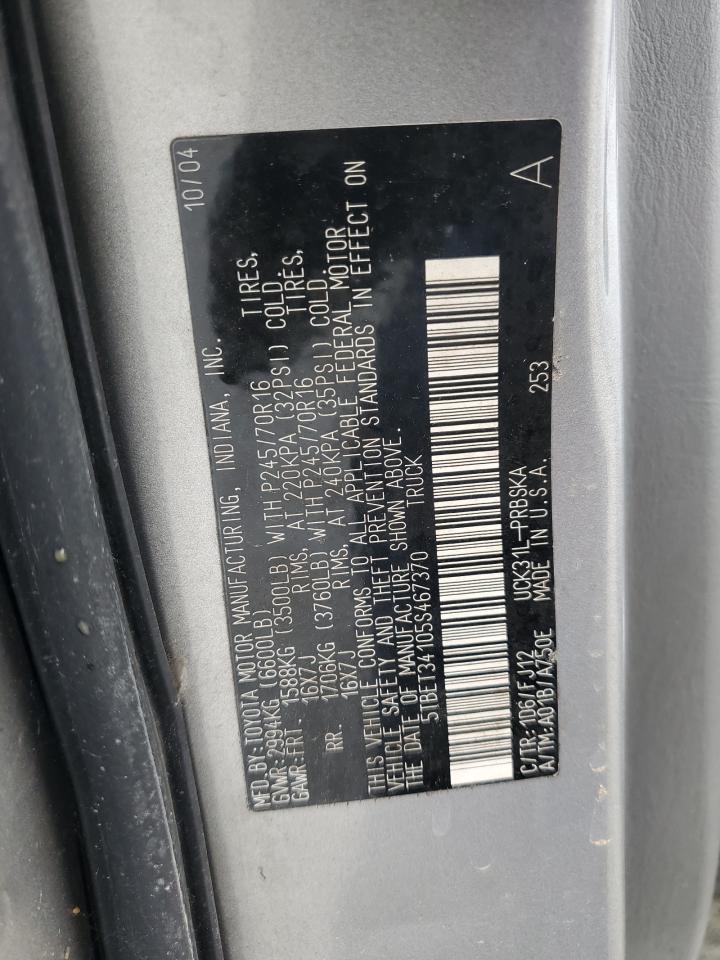 MFD.BY:TOYOTA MOTOR MANUFACTURING, INDIANA, INC. 10/04
GVWR:2994KG (6600LB)
GAWR:FRT - 1588KG (3500LB) WITH P245/70R16 TIRES,
16X7J RIMS, AT 220KPA (32PSI) COLD.
RR. 1706KG (3760LB) WITH P245/70R16 TIRES,
16X7J RIMS, AT 240KPA (35PSI) COLD.
THIS VEHICLE CONFORMS TO ALL APPLICABLE FEDERAL MOTOR
VEHICLE SAFETY AND THEFT PREVENTION STANDARDS IN EFFECT ON
THE DATE OF MANUFACTURE SHOWN ABOVE.
5TBET34105S467370 TRUCK
C/TR:1D6/FJ12 UCK31L-PRBSKA A
A/TM:A01B/A750E MADE IN U.S.A. 253